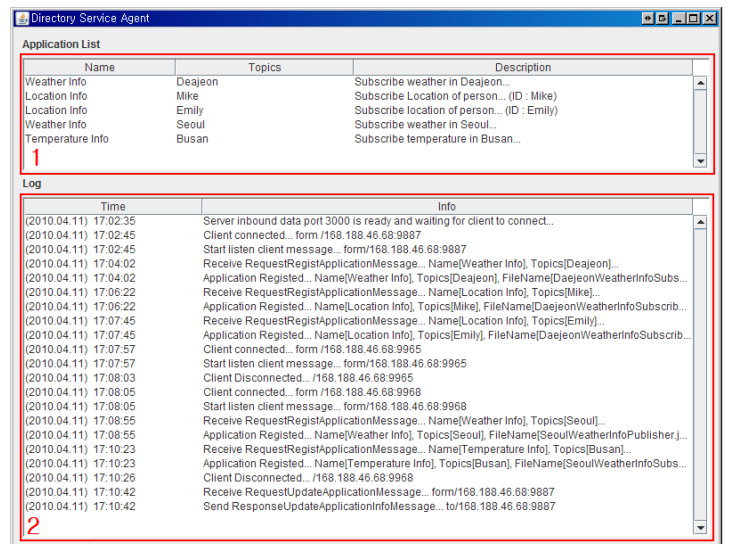 Directory Service Agent
Application List
Name Topics Description
Weather Info Deajeon Subscribe weather in Deajeon...
Location Info Mike Subscribe Location of person... (ID : Mike)
Location Info Emily Subscribe location of person... (ID : Emily)
Weather Info Seoul Subscribe weather in Seoul...
Temperature Info Busan Subscribe temperature in Busan...
1
Log
Time Info
(2010.04.11) 17:02:35 Server inbound data port 3000 is ready and waiting for client to connect...
(2010.04.11) 17:02:45 Client connected... form /168.188.46.68:9887
(2010.04.11) 17:02:45 Start listen client message... form/168.188.46.68:9887
(2010.04.11) 17:04:02 Receive RequestRegistApplicationMessage... Name[Weather Info], Topics[Deajeon]...
(2010.04.11) 17:04:02 Application Registed... Name[Weather Info], Topics[Deajeon], FileName[DaejeonWeatherInfoSubs...
(2010.04.11) 17:06:22 Receive RequestRegistApplicationMessage... Name[Location Info], Topics[Mike]...
(2010.04.11) 17:06:22 Application Registed... Name[Location Info], Topics[Mike], FileName[DaejeonWeatherInfoSubscrib...
(2010.04.11) 17:07:45 Receive RequestRegistApplicationMessage... Name[Location Info], Topics[Emily]...
(2010.04.11) 17:07:45 Application Registed... Name[Location Info], Topics[Emily], FileName[DaejeonWeatherInfoSubscrib...
(2010.04.11) 17:07:57 Client connected... form /168.188.46.68:9965
(2010.04.11) 17:07:57 Start listen client message... form/168.188.46.68:9965
(2010.04.11) 17:08:03 Client Disconnected... /168.188.46.68:9965
(2010.04.11) 17:08:05 Client connected... form /168.188.46.68:9968
(2010.04.11) 17:08:05 Start listen client message... form/168.188.46.68:9968
(2010.04.11) 17:08:55 Receive RequestRegistApplicationMessage... Name[Weather Info], Topics[Seoul]...
(2010.04.11) 17:08:55 Application Registed... Name[Weather Info], Topics[Seoul], FileName[SeoulWeatherInfoPublisher.j...
(2010.04.11) 17:10:23 Receive RequestRegistApplicationMessage... Name[Temperature Info], Topics[Busan]...
(2010.04.11) 17:10:23 Application Registed... Name[Temperature Info], Topics[Busan], FileName[SeoulWeatherInfoSubs...
(2010.04.11) 17:10:26 Client Disconnected... /168.188.46.68:9968
(2010.04.11) 17:10:42 Receive RequestUpdateApplicationMessage... form/168.188.46.68:9887
(2010.04.11) 17:10:42 Send ResponseUpdateApplicationInfoMessage... to/168.188.46.68:9887
2